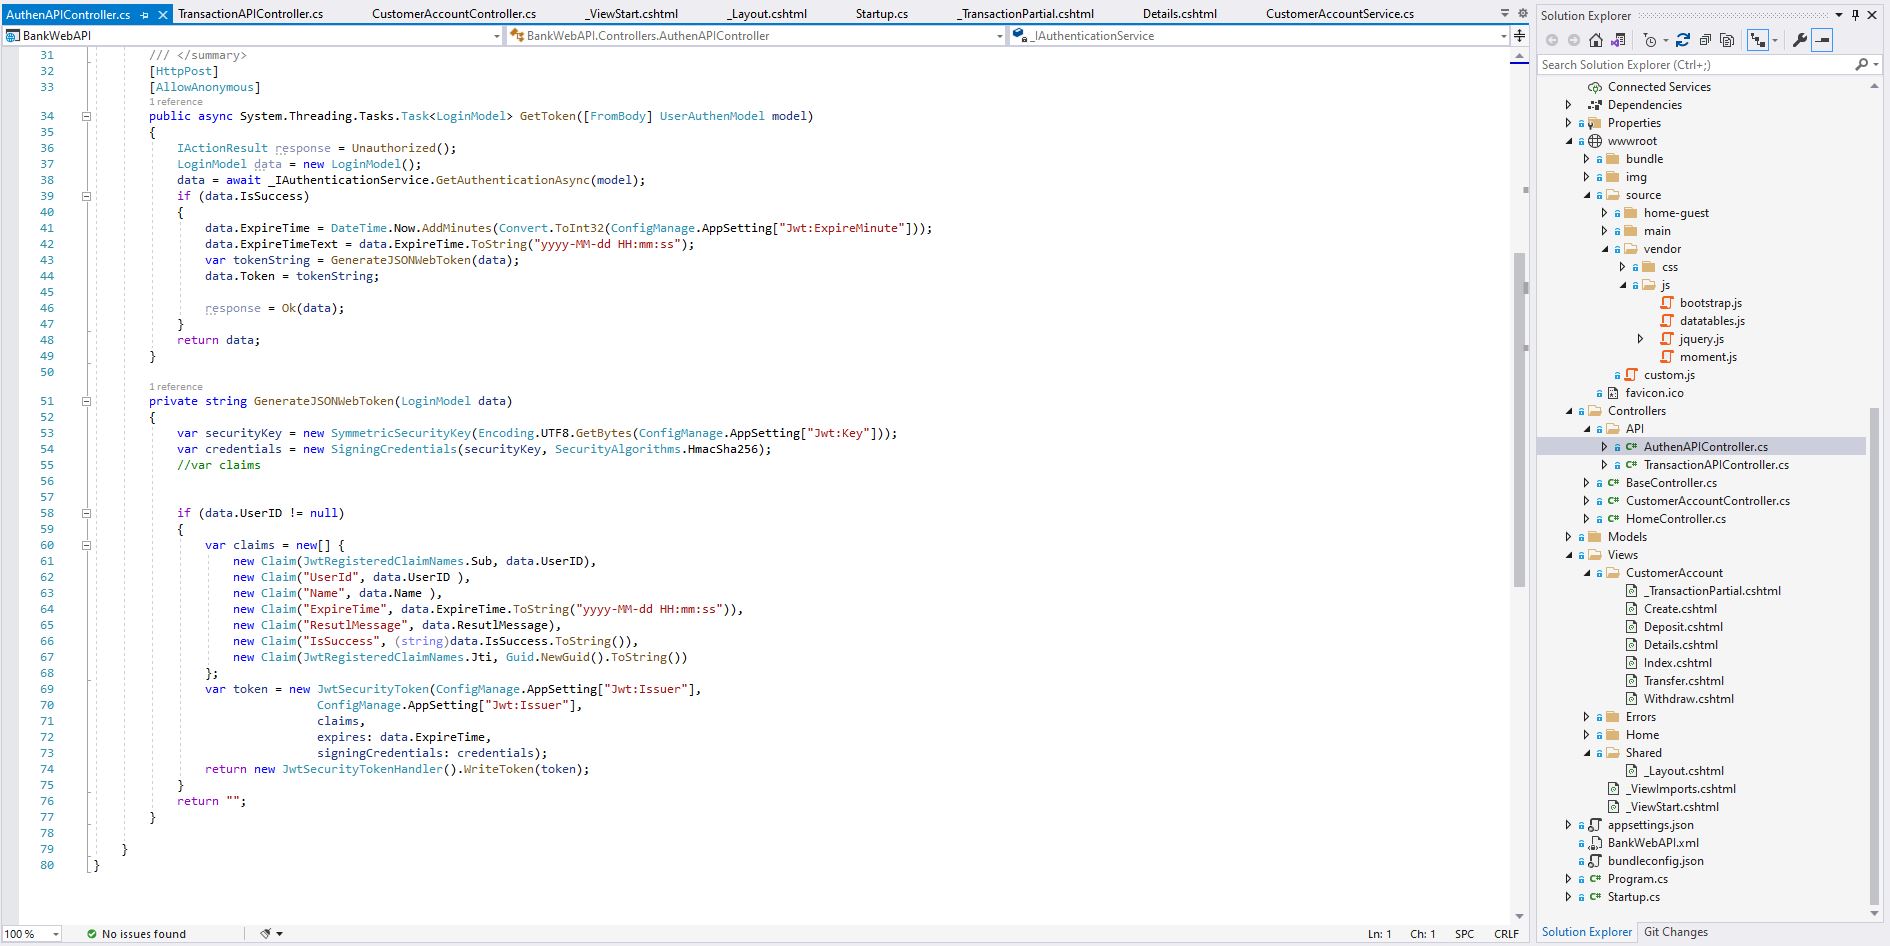 AuthenAPIController.cs TransactionAPIController.cs CustomerAccountController.cs _ViewStart.cshtml _Layout.cshtml Startup.cs _TransactionPartial.cshtml Details.cshtml CustomerAccountService.cs
BankWebAPI BankWebAPI.Controllers.AuthenAPIController _IAuthenticationService
31 /// </summary>
32 [HttpPost]
33 [AllowAnonymous]
1 reference
34 public async System.Threading.Tasks.Task<LoginModel> GetToken([FromBody] UserAuthenModel model)
35 {
36 IActionResult response = Unauthorized();
37 LoginModel data = new LoginModel();
38 data = await _IAuthenticationService.GetAuthenticationAsync(model);
39 if (data.IsSuccess)
40 {
41 data.ExpireTime = DateTime.Now.AddMinutes(Convert.ToInt32(ConfigManage.AppSetting["Jwt:ExpireMinute"]));
42 data.ExpireTimeText = data.ExpireTime.ToString("yyyy-MM-dd HH:mm:ss");
43 var tokenString = GenerateJSONWebToken(data);
44 data.Token = tokenString;
45
46 response = Ok(data);
47 }
48 return data;
49 }
50
1 reference
51 private string GenerateJSONWebToken(LoginModel data)
52 {
53 var securityKey = new SymmetricSecurityKey(Encoding.UTF8.GetBytes(ConfigManage.AppSetting["Jwt:Key"]));
54 var credentials = new SigningCredentials(securityKey, SecurityAlgorithms.HmacSha256);
55 //var claims
56
57
58 if (data.UserID != null)
59 {
60 var claims = new[] {
61 new Claim(JwtRegisteredClaimNames.Sub, data.UserID),
62 new Claim("UserId", data.UserID ),
63 new Claim("Name", data.Name ),
64 new Claim("ExpireTime", data.ExpireTime.ToString("yyyy-MM-dd HH:mm:ss")),
65 new Claim("ResutlMessage", data.ResutlMessage),
66 new Claim("IsSuccess", (string)data.IsSuccess.ToString()),
67 new Claim(JwtRegisteredClaimNames.Jti, Guid.NewGuid().ToString())
68 };
69 var token = new JwtSecurityToken(ConfigManage.AppSetting["Jwt:Issuer"],
70 ConfigManage.AppSetting["Jwt:Issuer"],
71 claims,
72 expires: data.ExpireTime,
73 signingCredentials: credentials);
74 return new JwtSecurityTokenHandler().WriteToken(token);
75 }
76 return "";
77 }
78
79 }
80 }
100 % No issues found Ln: 1 Ch: 1 SPC CRLF
Solution Explorer
Search Solution Explorer (Ctrl+;)
Connected Services
Dependencies
Properties
wwwroot
bundle
img
source
home-guest
main
vendor
css
js
bootstrap.js
datatables.js
jquery.js
moment.js
custom.js
favicon.ico
Controllers
API
C# AuthenAPIController.cs
C# TransactionAPIController.cs
C# BaseController.cs
C# CustomerAccountController.cs
C# HomeController.cs
Models
Views
CustomerAccount
_TransactionPartial.cshtml
Create.cshtml
Deposit.cshtml
Details.cshtml
Index.cshtml
Transfer.cshtml
Withdraw.cshtml
Errors
Home
Shared
_Layout.cshtml
_ViewImports.cshtml
_ViewStart.cshtml
appsettings.json
BankWebAPI.xml
bundleconfig.json
C# Program.cs
C# Startup.cs
Solution Explorer Git Changes